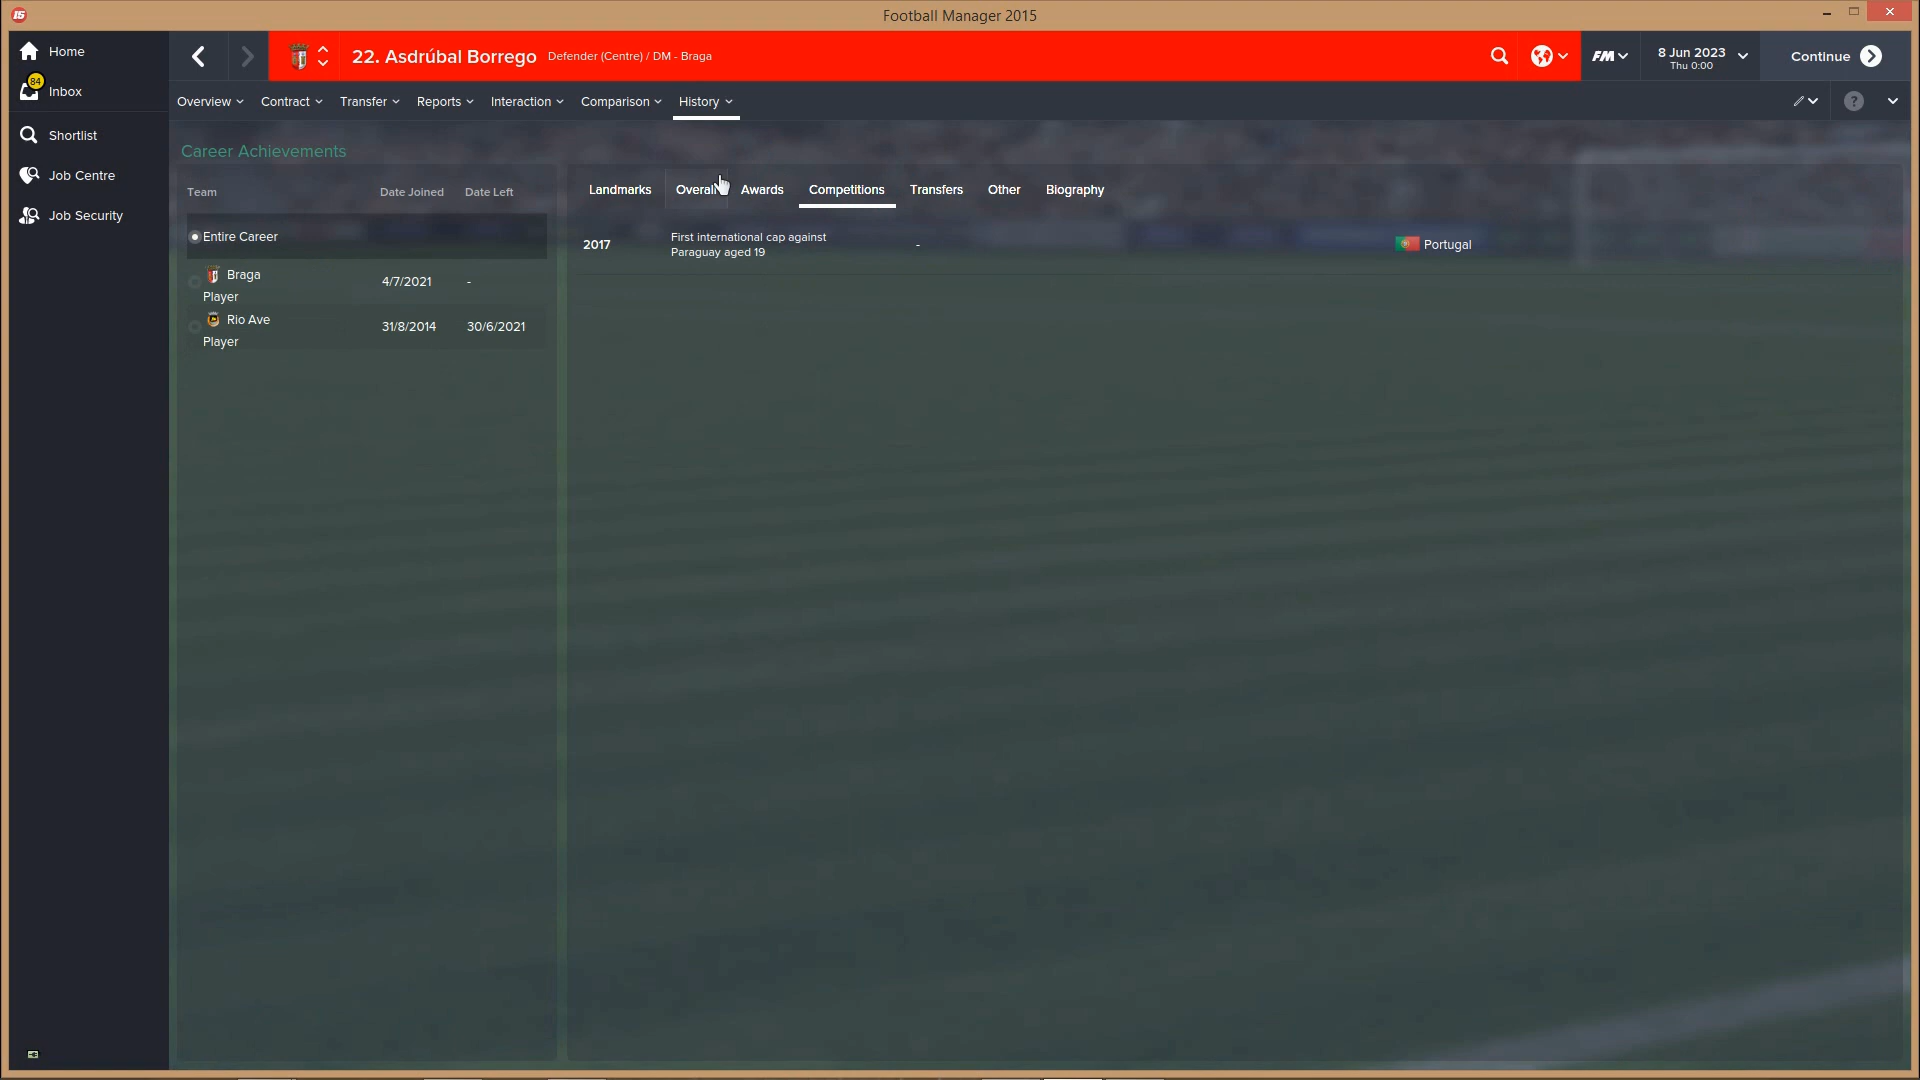 Football Manager 2015
Home
84
Inbox
Shortlist
Job Centre
Job Security
22. Asdrúbal Borrego
Defender (Centre) / DM - Braga
FM
8 Jun 2023
Thu 0:00
Continue
Overview
Contract
Transfer
Reports
Interaction
Comparison
History
?
Career Achievements
Team
Date Joined
Date Left
Entire Career
Braga
Player
4/7/2021
-
Rio Ave
Player
31/8/2014
30/6/2021
Landmarks
Overall
Awards
Competitions
Transfers
Other
Biography
2017
First international cap against
Paraguay aged 19
-
Portugal